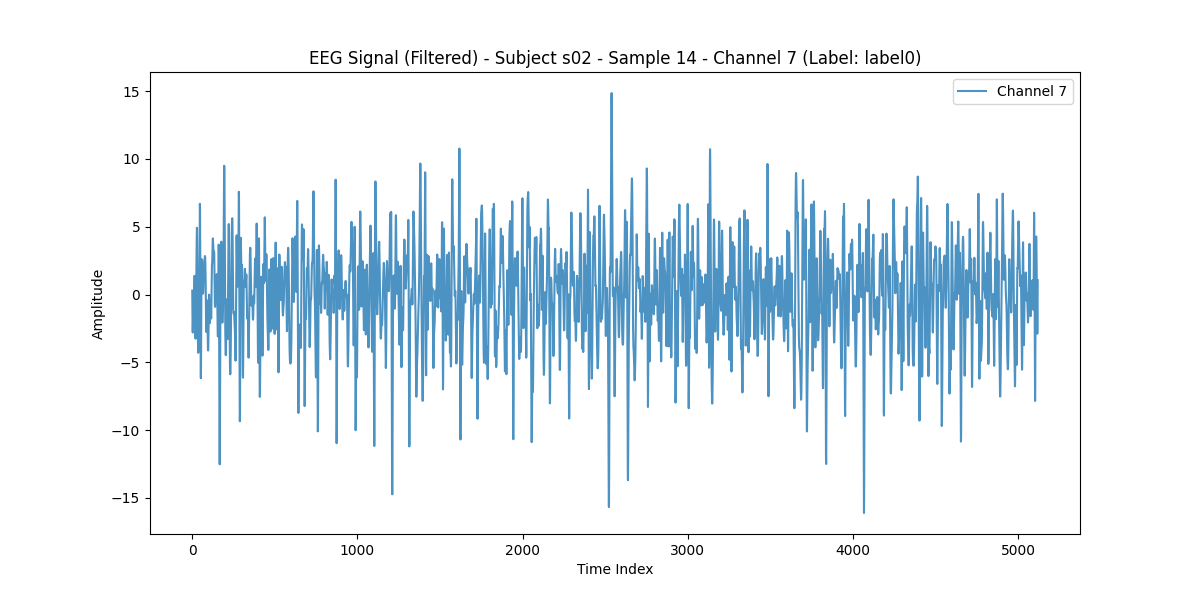 EEG Signal (Filtered) - Subject s02 - Sample 14 - Channel 7 (Label: label0)
Channel 7
15
10
5
0
−5
−10
−15
Amplitude
0 1000 2000 3000 4000 5000
Time Index